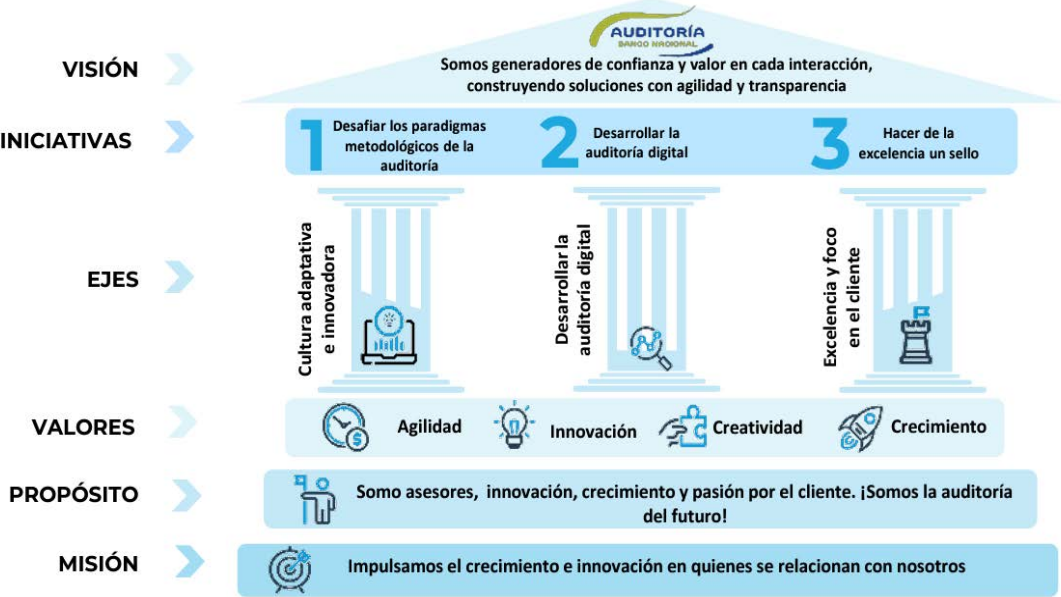 AUDITORÍA
BANCO NACIONAL
VISIÓN
Somos generadores de confianza y valor en cada interacción,
construyendo soluciones con agilidad y transparencia
INICIATIVAS
1
Desafiar los paradigmas
metodológicos de la
auditoría
2
Desarrollar la
auditoría digital
3
Hacer de la
excelencia un sello
EJES
Cultura adaptativa
e innovadora
Desarrollar la
auditoría digital
Excelencia y foco
en el cliente
VALORES
Agilidad
Innovación
Creatividad
Crecimiento
PROPÓSITO
Somo asesores, innovación, crecimiento y pasión por el cliente. ¡Somos la auditoría
del futuro!
MISIÓN
Impulsamos el crecimiento e innovación en quienes se relacionan con nosotros